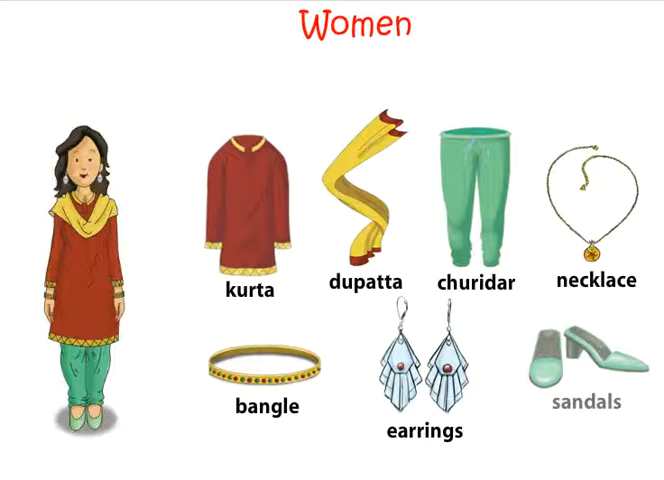 Women
kurta
dupatta
churidar
necklace
bangle
earrings
sandals